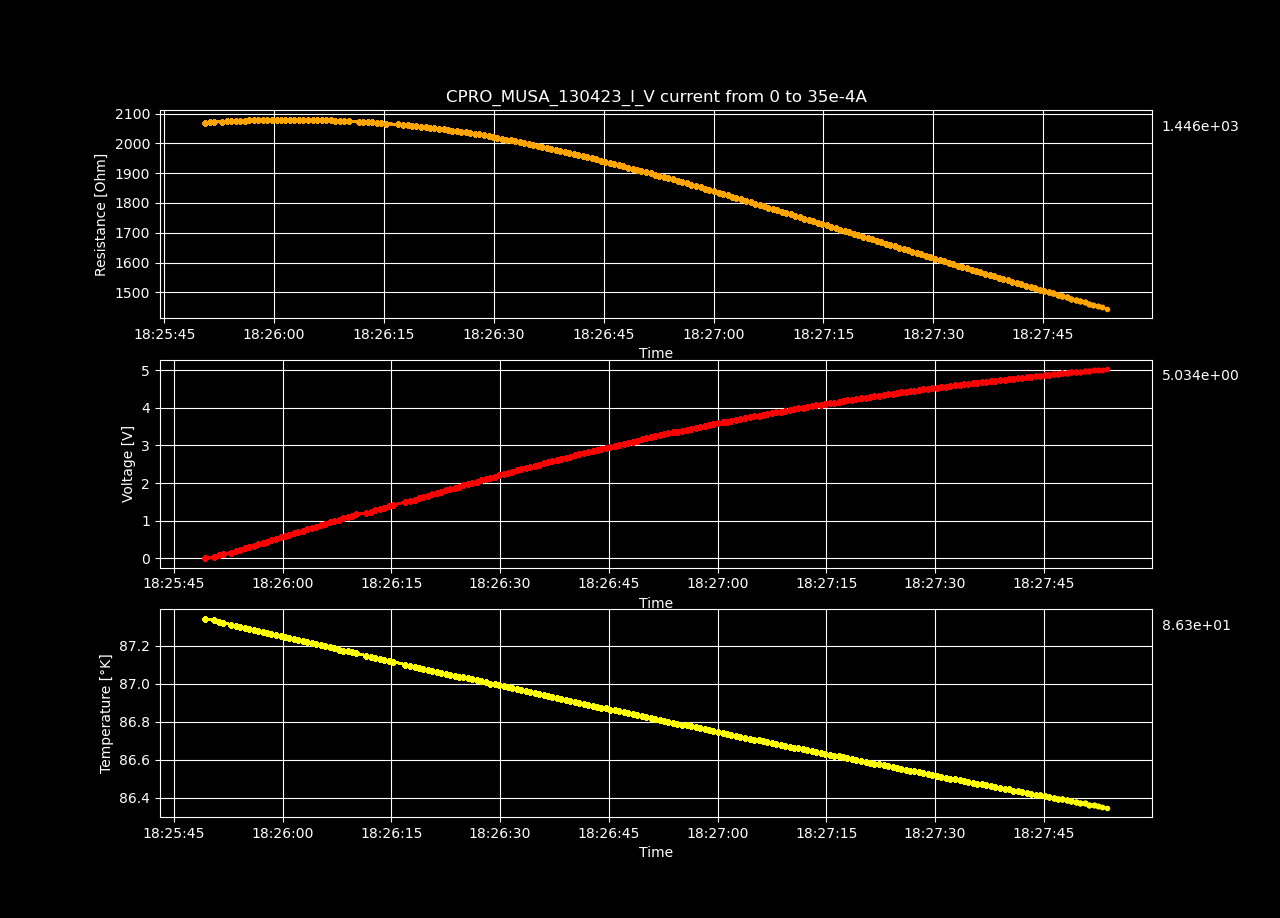 CPRO_MUSA_130423_I_V current from 0 to 35e-4A
2100
2000
1900
1800
1700
1600
1500
Resistance [Ohm]
1.446e+03
18:25:45 18:26:00 18:26:15 18:26:30 18:26:45 18:27:00 18:27:15 18:27:30 18:27:45
Time
5
4
3
2
1
0
Voltage [V]
5.034e+00
18:25:45 18:26:00 18:26:15 18:26:30 18:26:45 18:27:00 18:27:15 18:27:30 18:27:45
Time
87.2
87.0
86.8
86.6
86.4
Temperature [°K]
8.63e+01
18:25:45 18:26:00 18:26:15 18:26:30 18:26:45 18:27:00 18:27:15 18:27:30 18:27:45
Time